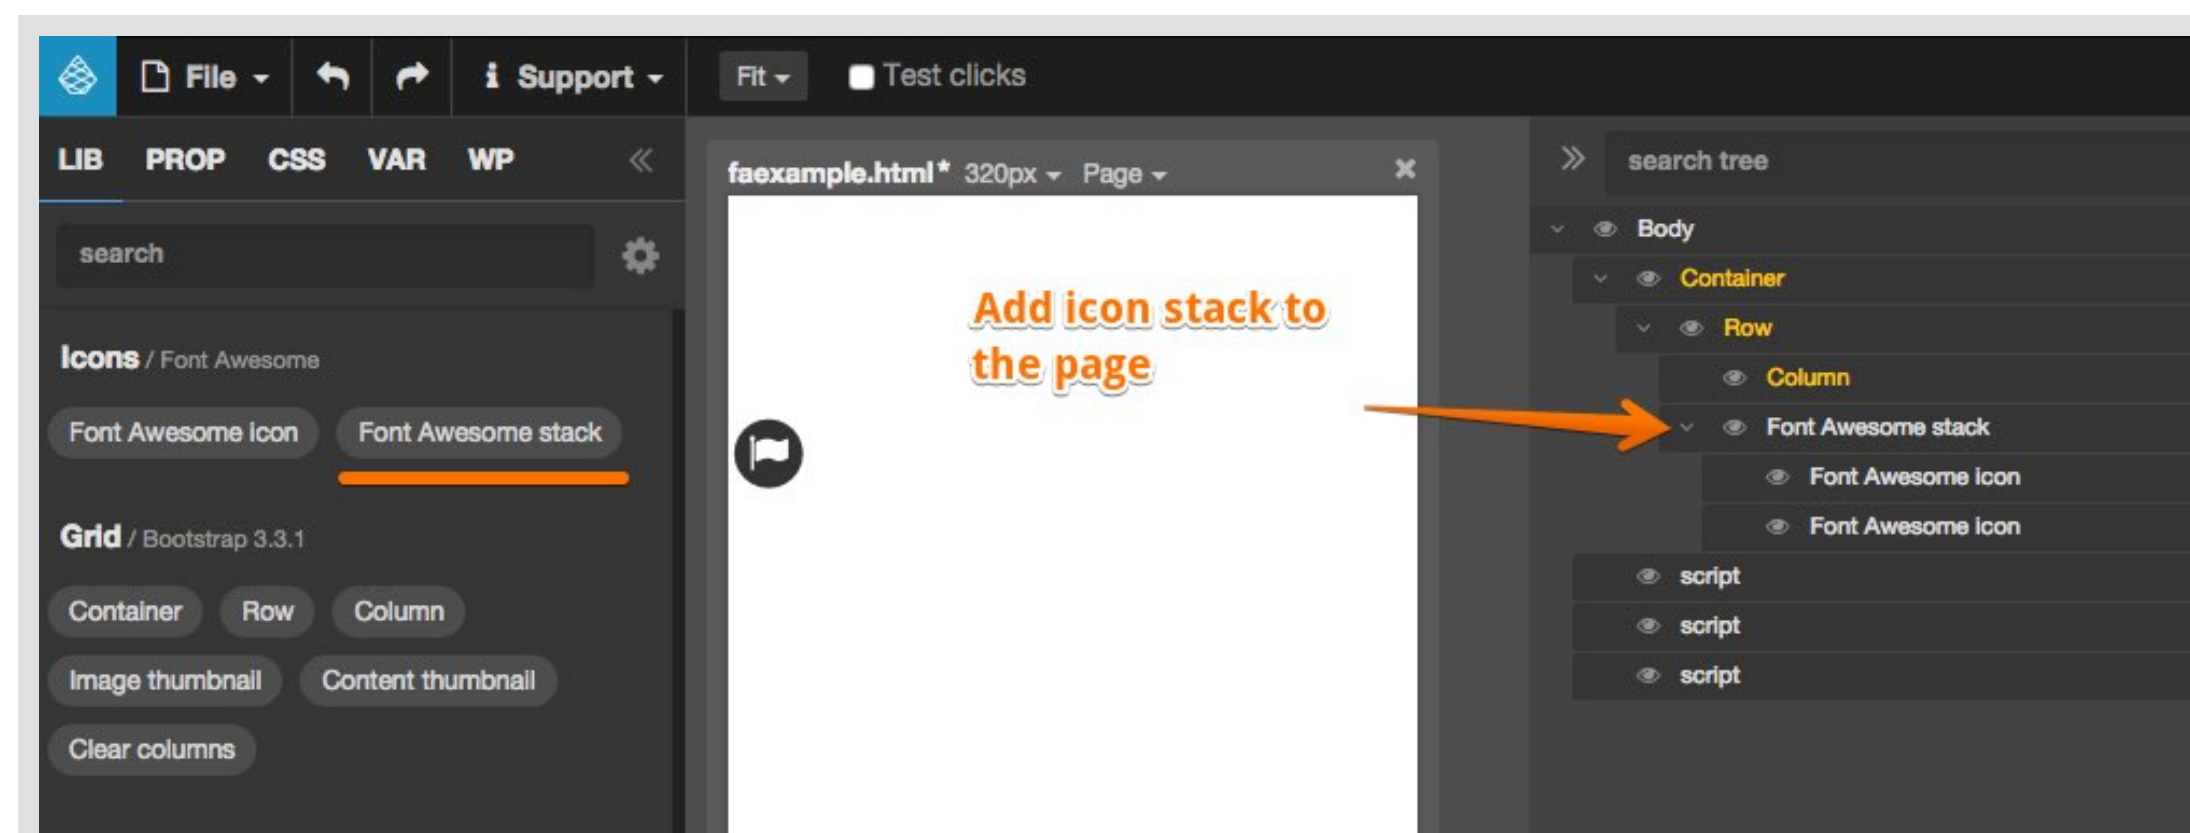 File
Support
Fit
Test clicks
LIB PROP CSS VAR WP
search
Icons / Font Awesome
Font Awesome icon Font Awesome stack
Grid / Bootstrap 3.3.1
Container Row Column
Image thumbnail Content thumbnail
Clear columns
faexample.html* 320px Page
Add icon stack to
the page
search tree
Body
Container
Row
Column
Font Awesome stack
Font Awesome icon
Font Awesome icon
script
script
script